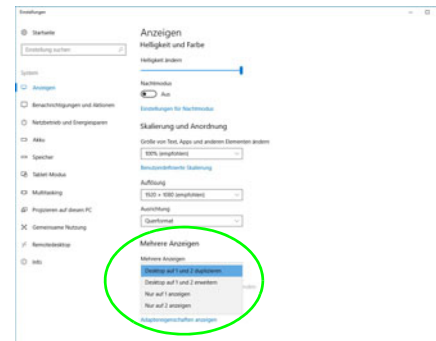 Einstellungen
Startseite
Einstellung suchen
System
Anzeigen
Benachrichtigungen und Aktionen
Netzbetrieb und Energiesparen
Akku
Speicher
Tablet-Modus
Multitasking
Projizieren auf diesen PC
Gemeinsame Nutzung
Remotedesktop
Info
Anzeigen
Helligkeit und Farbe
Helligkeit ändern
Nachtmodus
Aus
Einstellungen für Nachtmodus
Skalierung und Anordnung
Größe von Text, Apps und anderen Elementen ändern
100% (empfohlen)
Benutzerdefinierte Skalierung
Auflösung
1920 × 1080 (empfohlen)
Ausrichtung
Querformat
Mehrere Anzeigen
Mehrere Anzeigen
Desktop auf 1 und 2 duplizieren
Desktop auf 1 und 2 erweitern
Nur auf 1 anzeigen
Nur auf 2 anzeigen
Adaptereigenschaften anzeigen